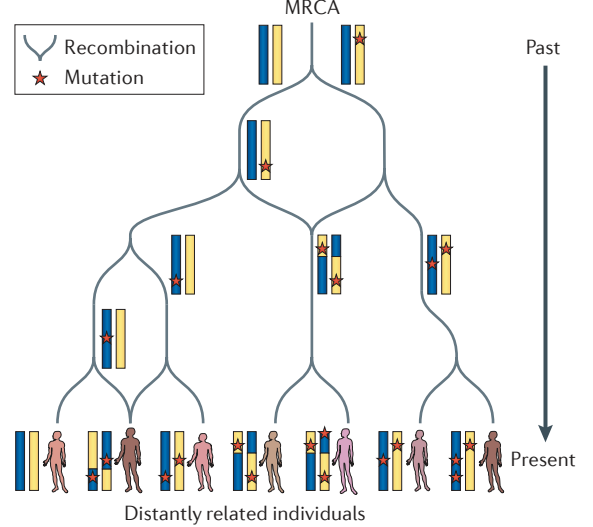 MRCA
Recombination
Mutation
Past
Present
Distantly related individuals